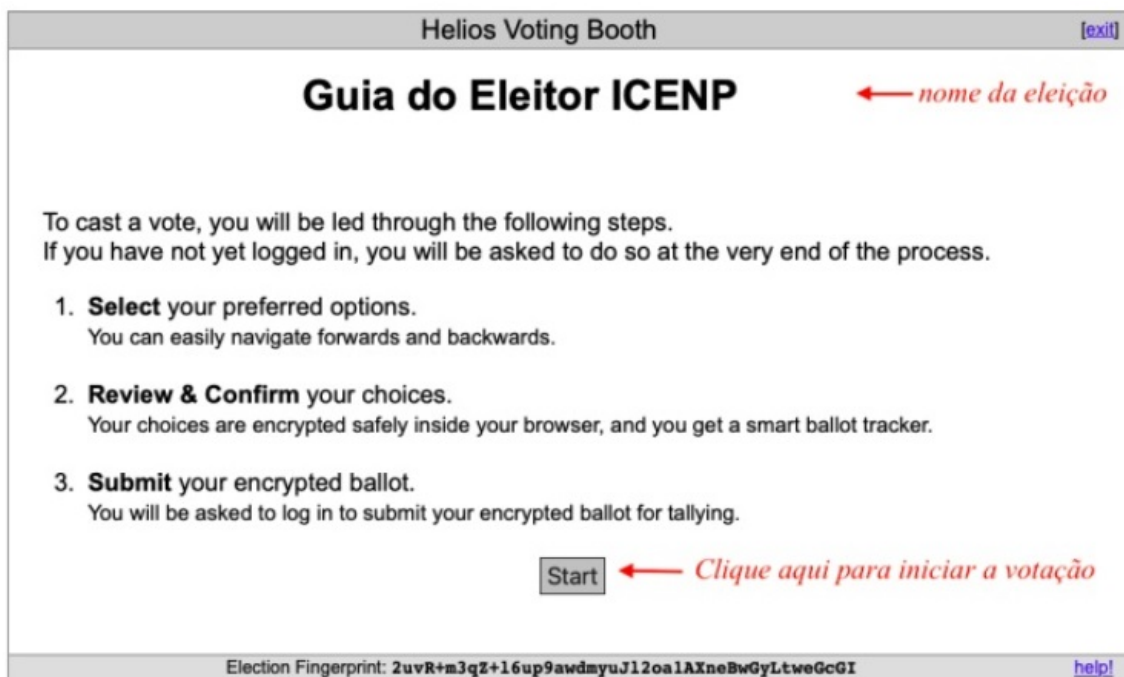 Helios Voting Booth [exit]
Guia do Eleitor ICENP nome da eleição
To cast a vote, you will be led through the following steps.
If you have not yet logged in, you will be asked to do so at the very end of the process.
1. Select your preferred options.
You can easily navigate forwards and backwards.
2. Review & Confirm your choices.
Your choices are encrypted safely inside your browser, and you get a smart ballot tracker.
3. Submit your encrypted ballot.
You will be asked to log in to submit your encrypted ballot for tallying.
Start Clique aqui para iniciar a votação
Election Fingerprint: 2uvR+m3qZ+l6up9awdmyuJl2oalAXneBwGyLtweGcGI help!